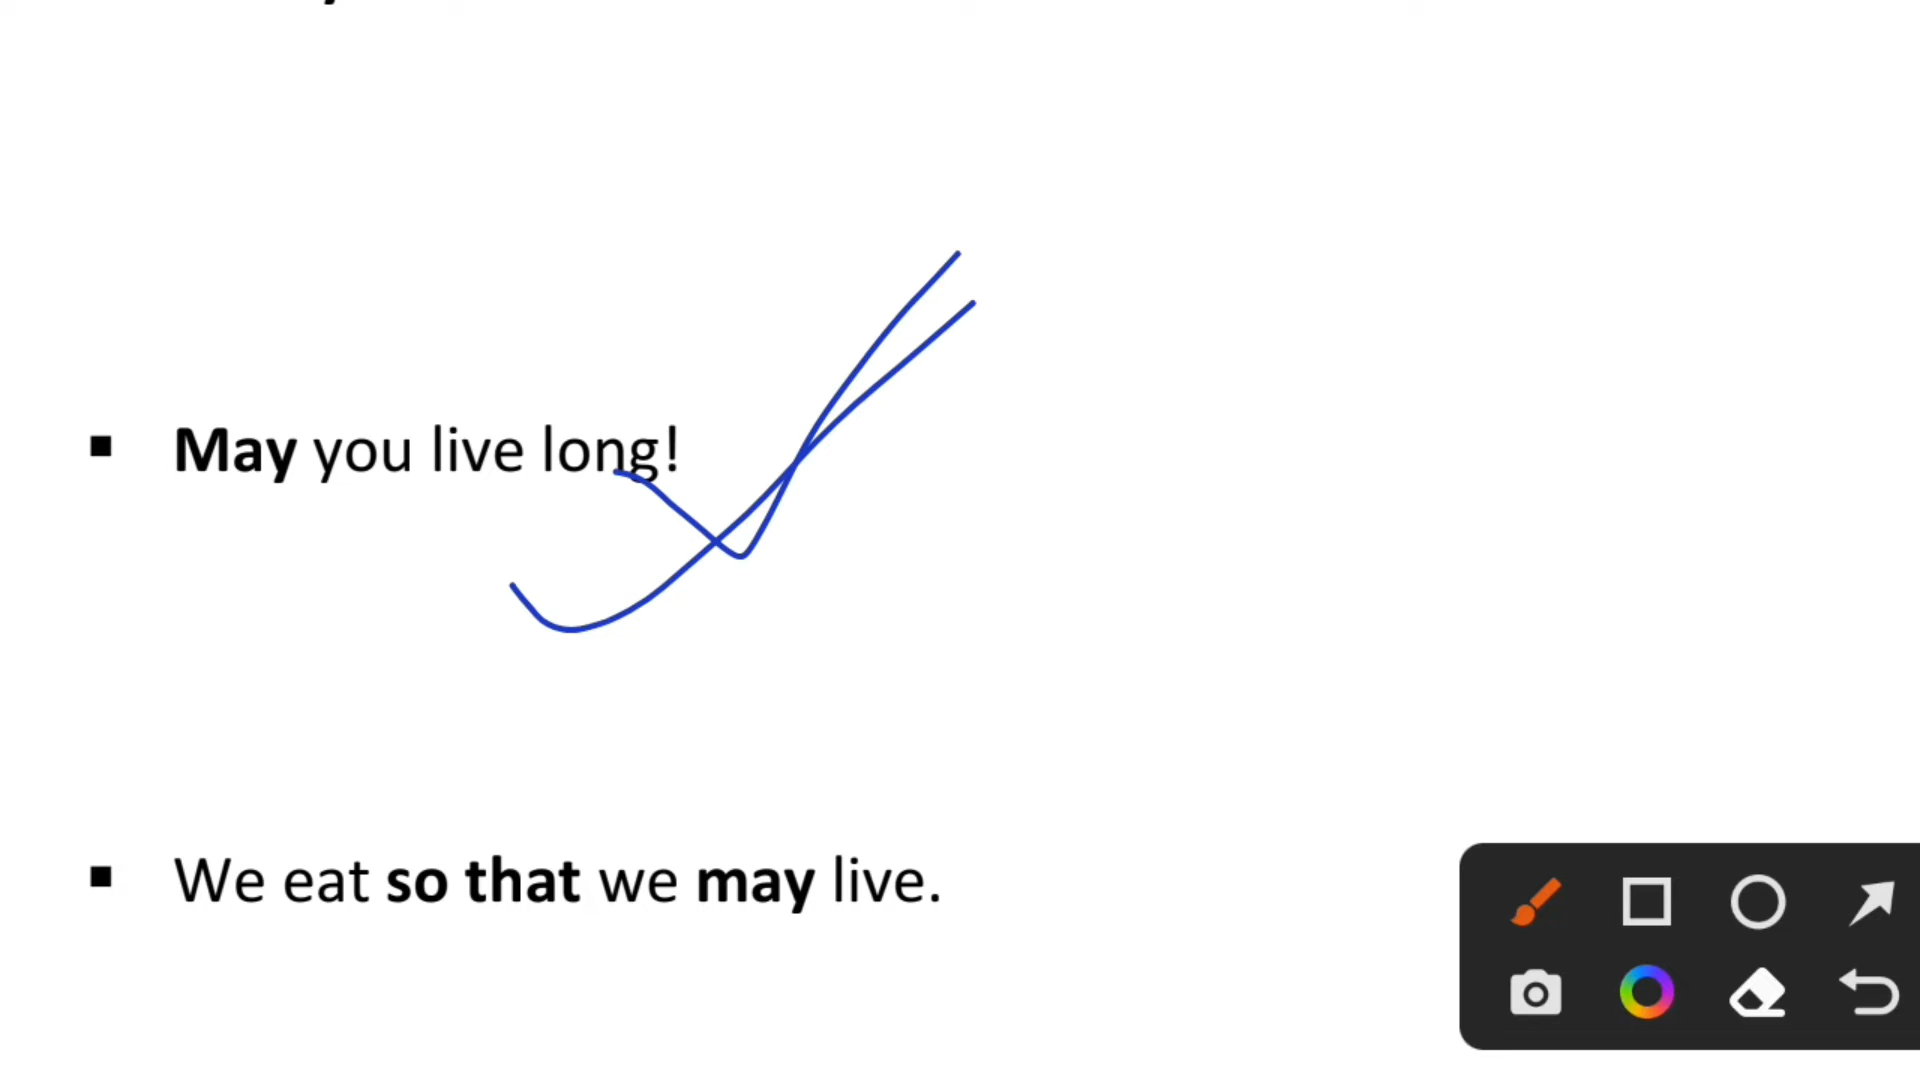 ▪ May you live long!
▪ We eat so that we may live.